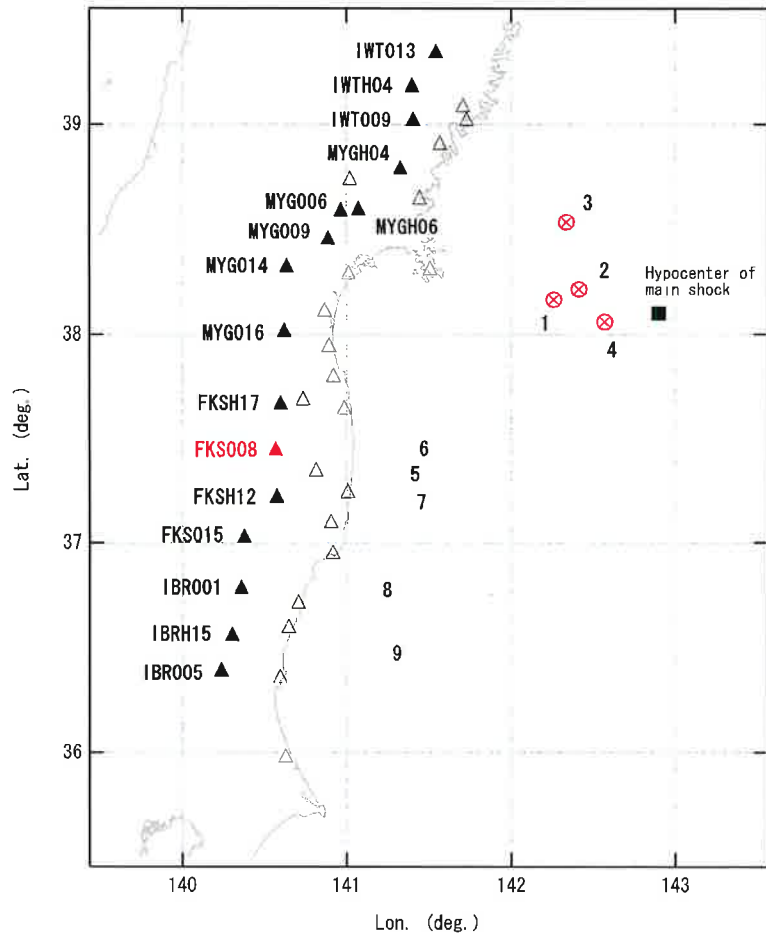 IWT013
IWTH04
39
IWT009
MYGH04
MYG006
3
MYG009
MYGH06
MYG014
2
Hypocenter of
main shock
38
MYG016
1
4
FKSH17
FKS008
6
5
FKSH12
7
37
FKS015
IBR001
8
IBRH15
9
IBR005
36
140
141
142
143
Lon. (deg.)
Lat. (deg.)